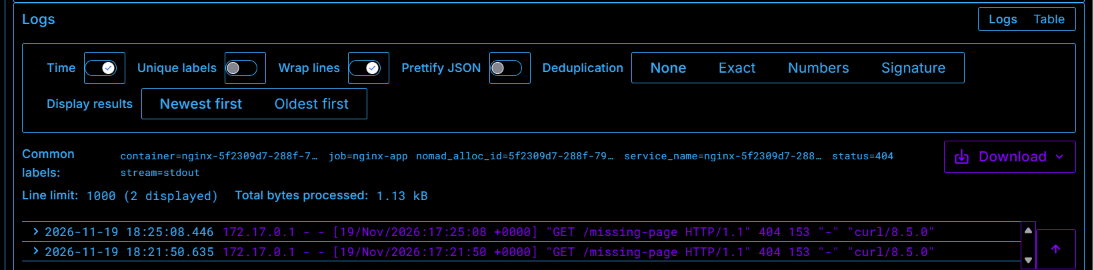 Logs Logs Table
Time Unique labels Wrap lines Prettify JSON Deduplication None Exact Numbers Signature
Display results Newest first Oldest first
Common labels: container=nginx-5f2309d7-288f-7… job=nginx-app nomad_alloc_id=5f2309d7-288f-79… service_name=nginx-5f2309d7-288… status=404
stream=stdout
Download
Line limit: 1000 (2 displayed) Total bytes processed: 1.13 kB
2026-11-19 18:25:08.446 172.17.0.1 - - [19/Nov/2026:17:25:08 +0000] "GET /missing-page HTTP/1.1" 404 153 "-" "curl/8.5.0"
2026-11-19 18:21:50.635 172.17.0.1 - - [19/Nov/2026:17:21:50 +0000] "GET /missing-page HTTP/1.1" 404 153 "-" "curl/8.5.0"